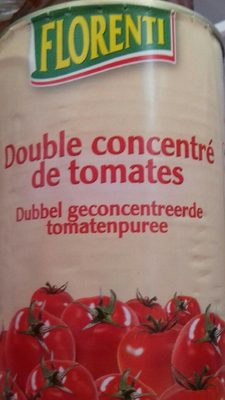 FLORENTI
Double concentré
de tomates
Dubbel geconcentreerde
tomatenpuree